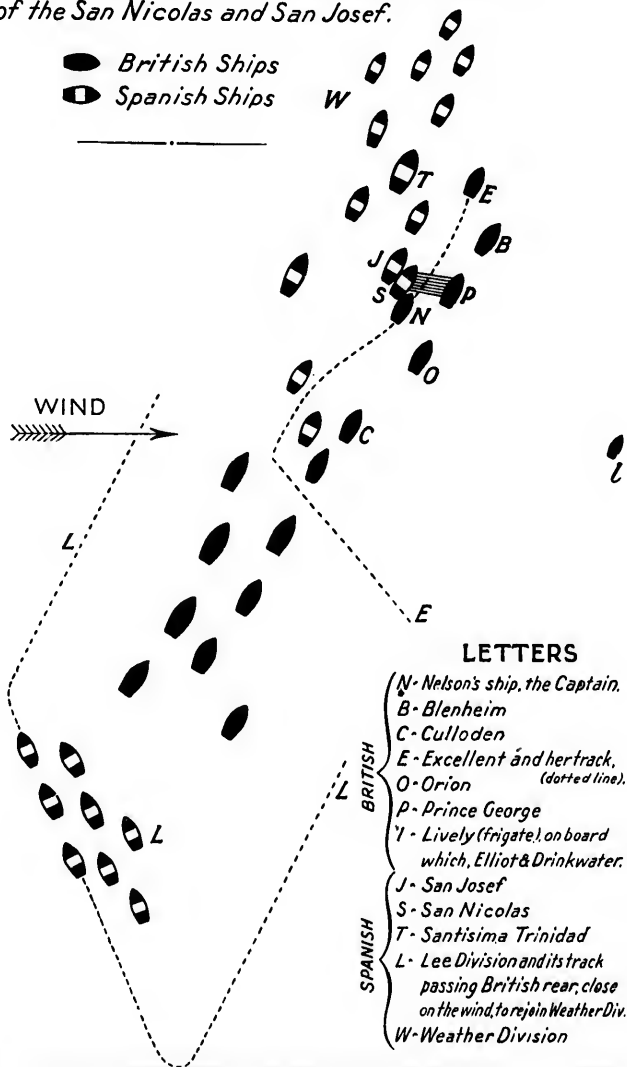 of the San Nicolas and San Josef.
British Ships
Spanish Ships
W
T
E
B
J
S
P
N
O
WIND
C
l
L
E
LETTERS
BRITISH
N - Nelson's ship, the Captain.
B - Blenheim
C - Culloden
E - Excellent and her track,
(dotted line).
O - Orion
P - Prince George
l - Lively (frigate), on board
which, Elliot & Drinkwater.
L
L
SPANISH
J - San Josef
S - San Nicolas
T - Santisima Trinidad
L - Lee Division and its track
passing British rear, close
on the wind, to rejoin Weather Div.
W - Weather Division